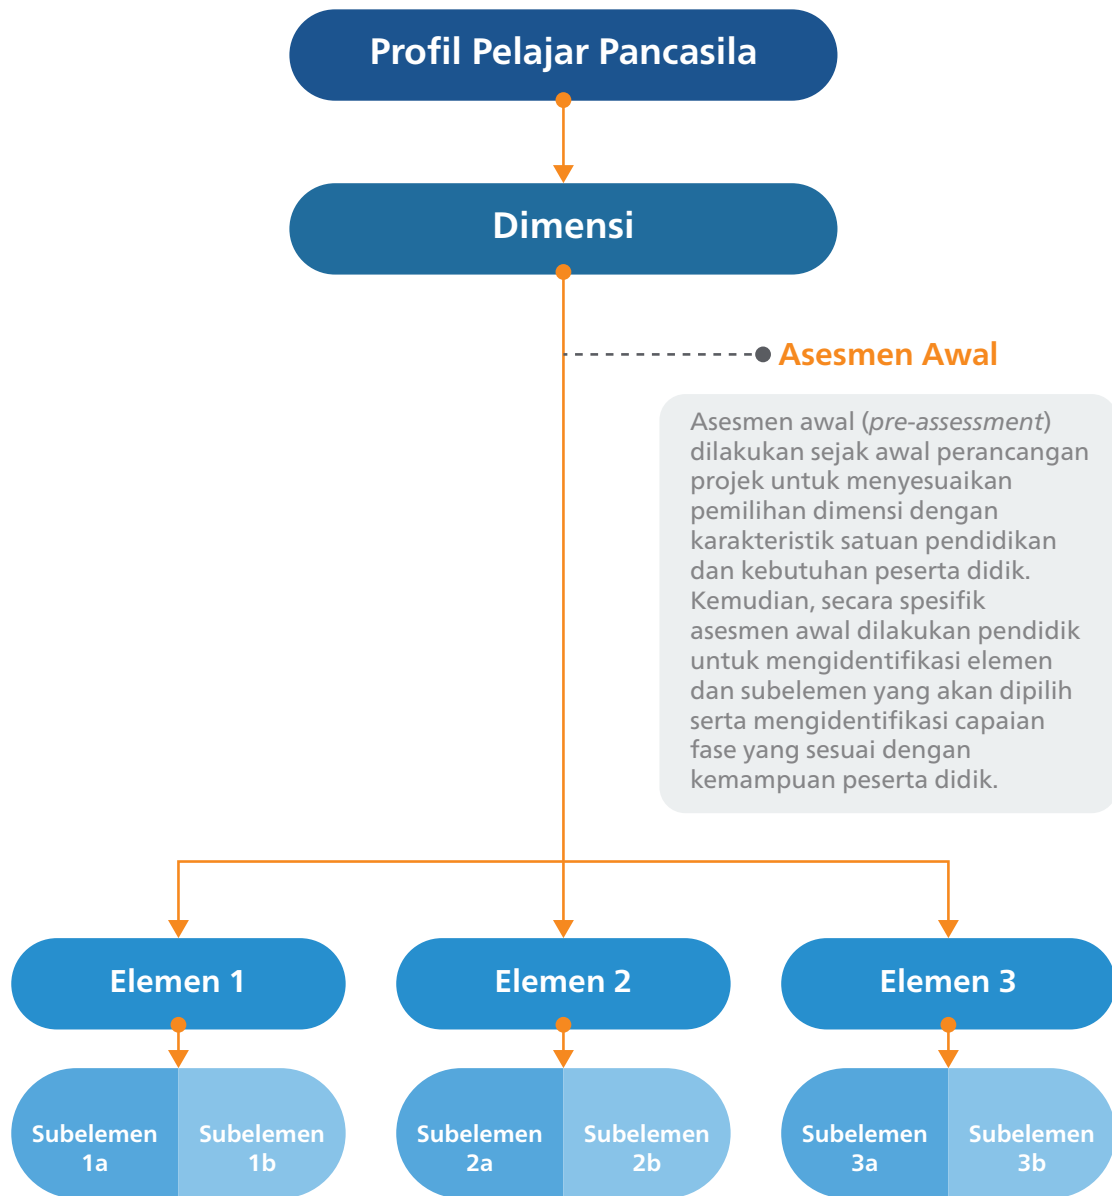 Profil Pelajar Pancasila
Dimensi
Asesmen Awal
Asesmen awal (pre-assessment)
dilakukan sejak awal perancangan
projek untuk menyesuaikan
pemilihan dimensi dengan
karakteristik satuan pendidikan
dan kebutuhan peserta didik.
Kemudian, secara spesifik
asesmen awal dilakukan pendidik
untuk mengidentifikasi elemen
dan subelemen yang akan dipilih
serta mengidentifikasi capaian
fase yang sesuai dengan
kemampuan peserta didik.
Elemen 1
Elemen 2
Elemen 3
Subelemen
1a
Subelemen
1b
Subelemen
2a
Subelemen
2b
Subelemen
3a
Subelemen
3b